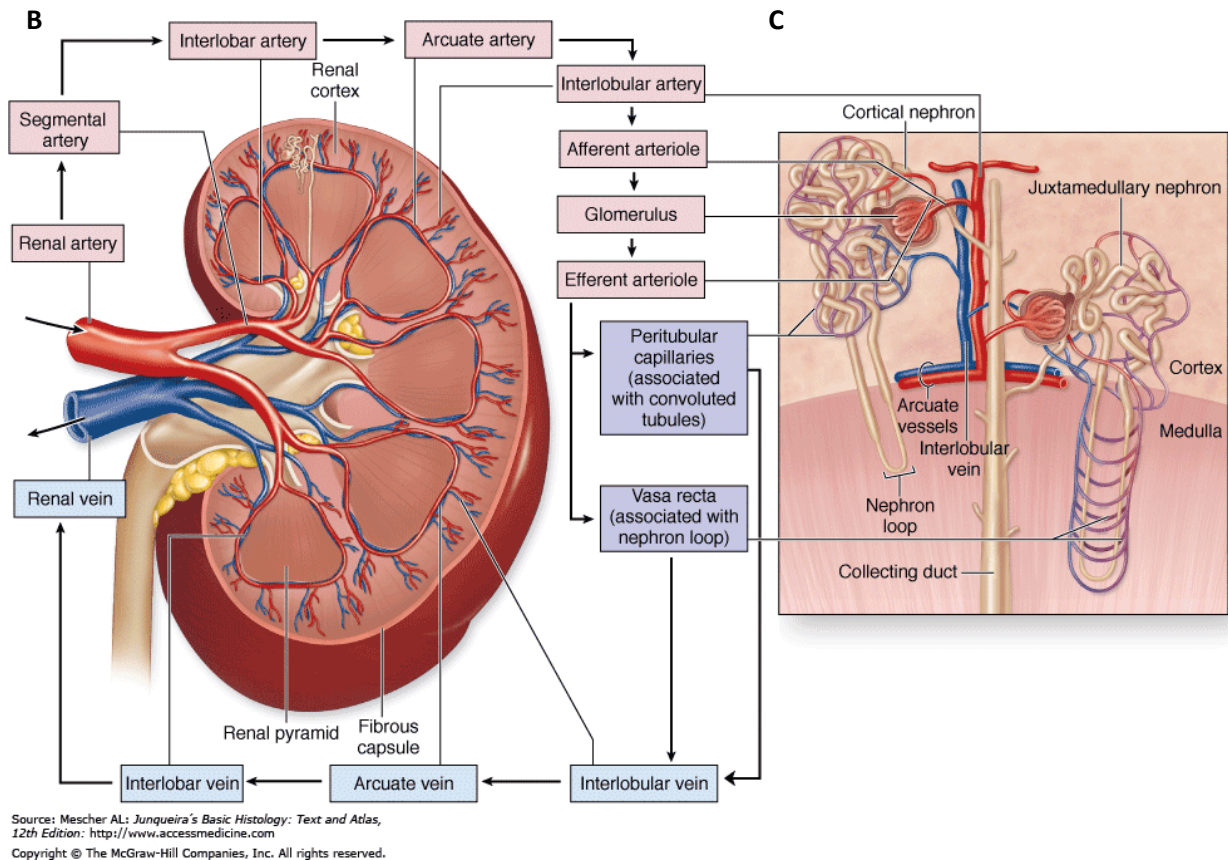 B
C
Interlobar artery
Arcuate artery
Renal
cortex
Interlobular artery
Segmental
artery
Afferent arteriole
Glomerulus
Renal artery
Efferent arteriole
Peritubular
capillaries
(associated
with convoluted
tubules)
Vasa recta
(associated with
nephron loop)
Renal vein
Renal pyramid
Fibrous
capsule
Interlobar vein
Arcuate vein
Interlobular vein
Cortical nephron
Juxtamedullary nephron
Cortex
Arcuate
vessels
Medulla
Interlobular
vein
Nephron
loop
Collecting duct
Source: Mescher AL: Junqueira´s Basic Histology: Text and Atlas,
12th Edition: http://www.accessmedicine.com
Copyright © The McGraw-Hill Companies, Inc. All rights reserved.